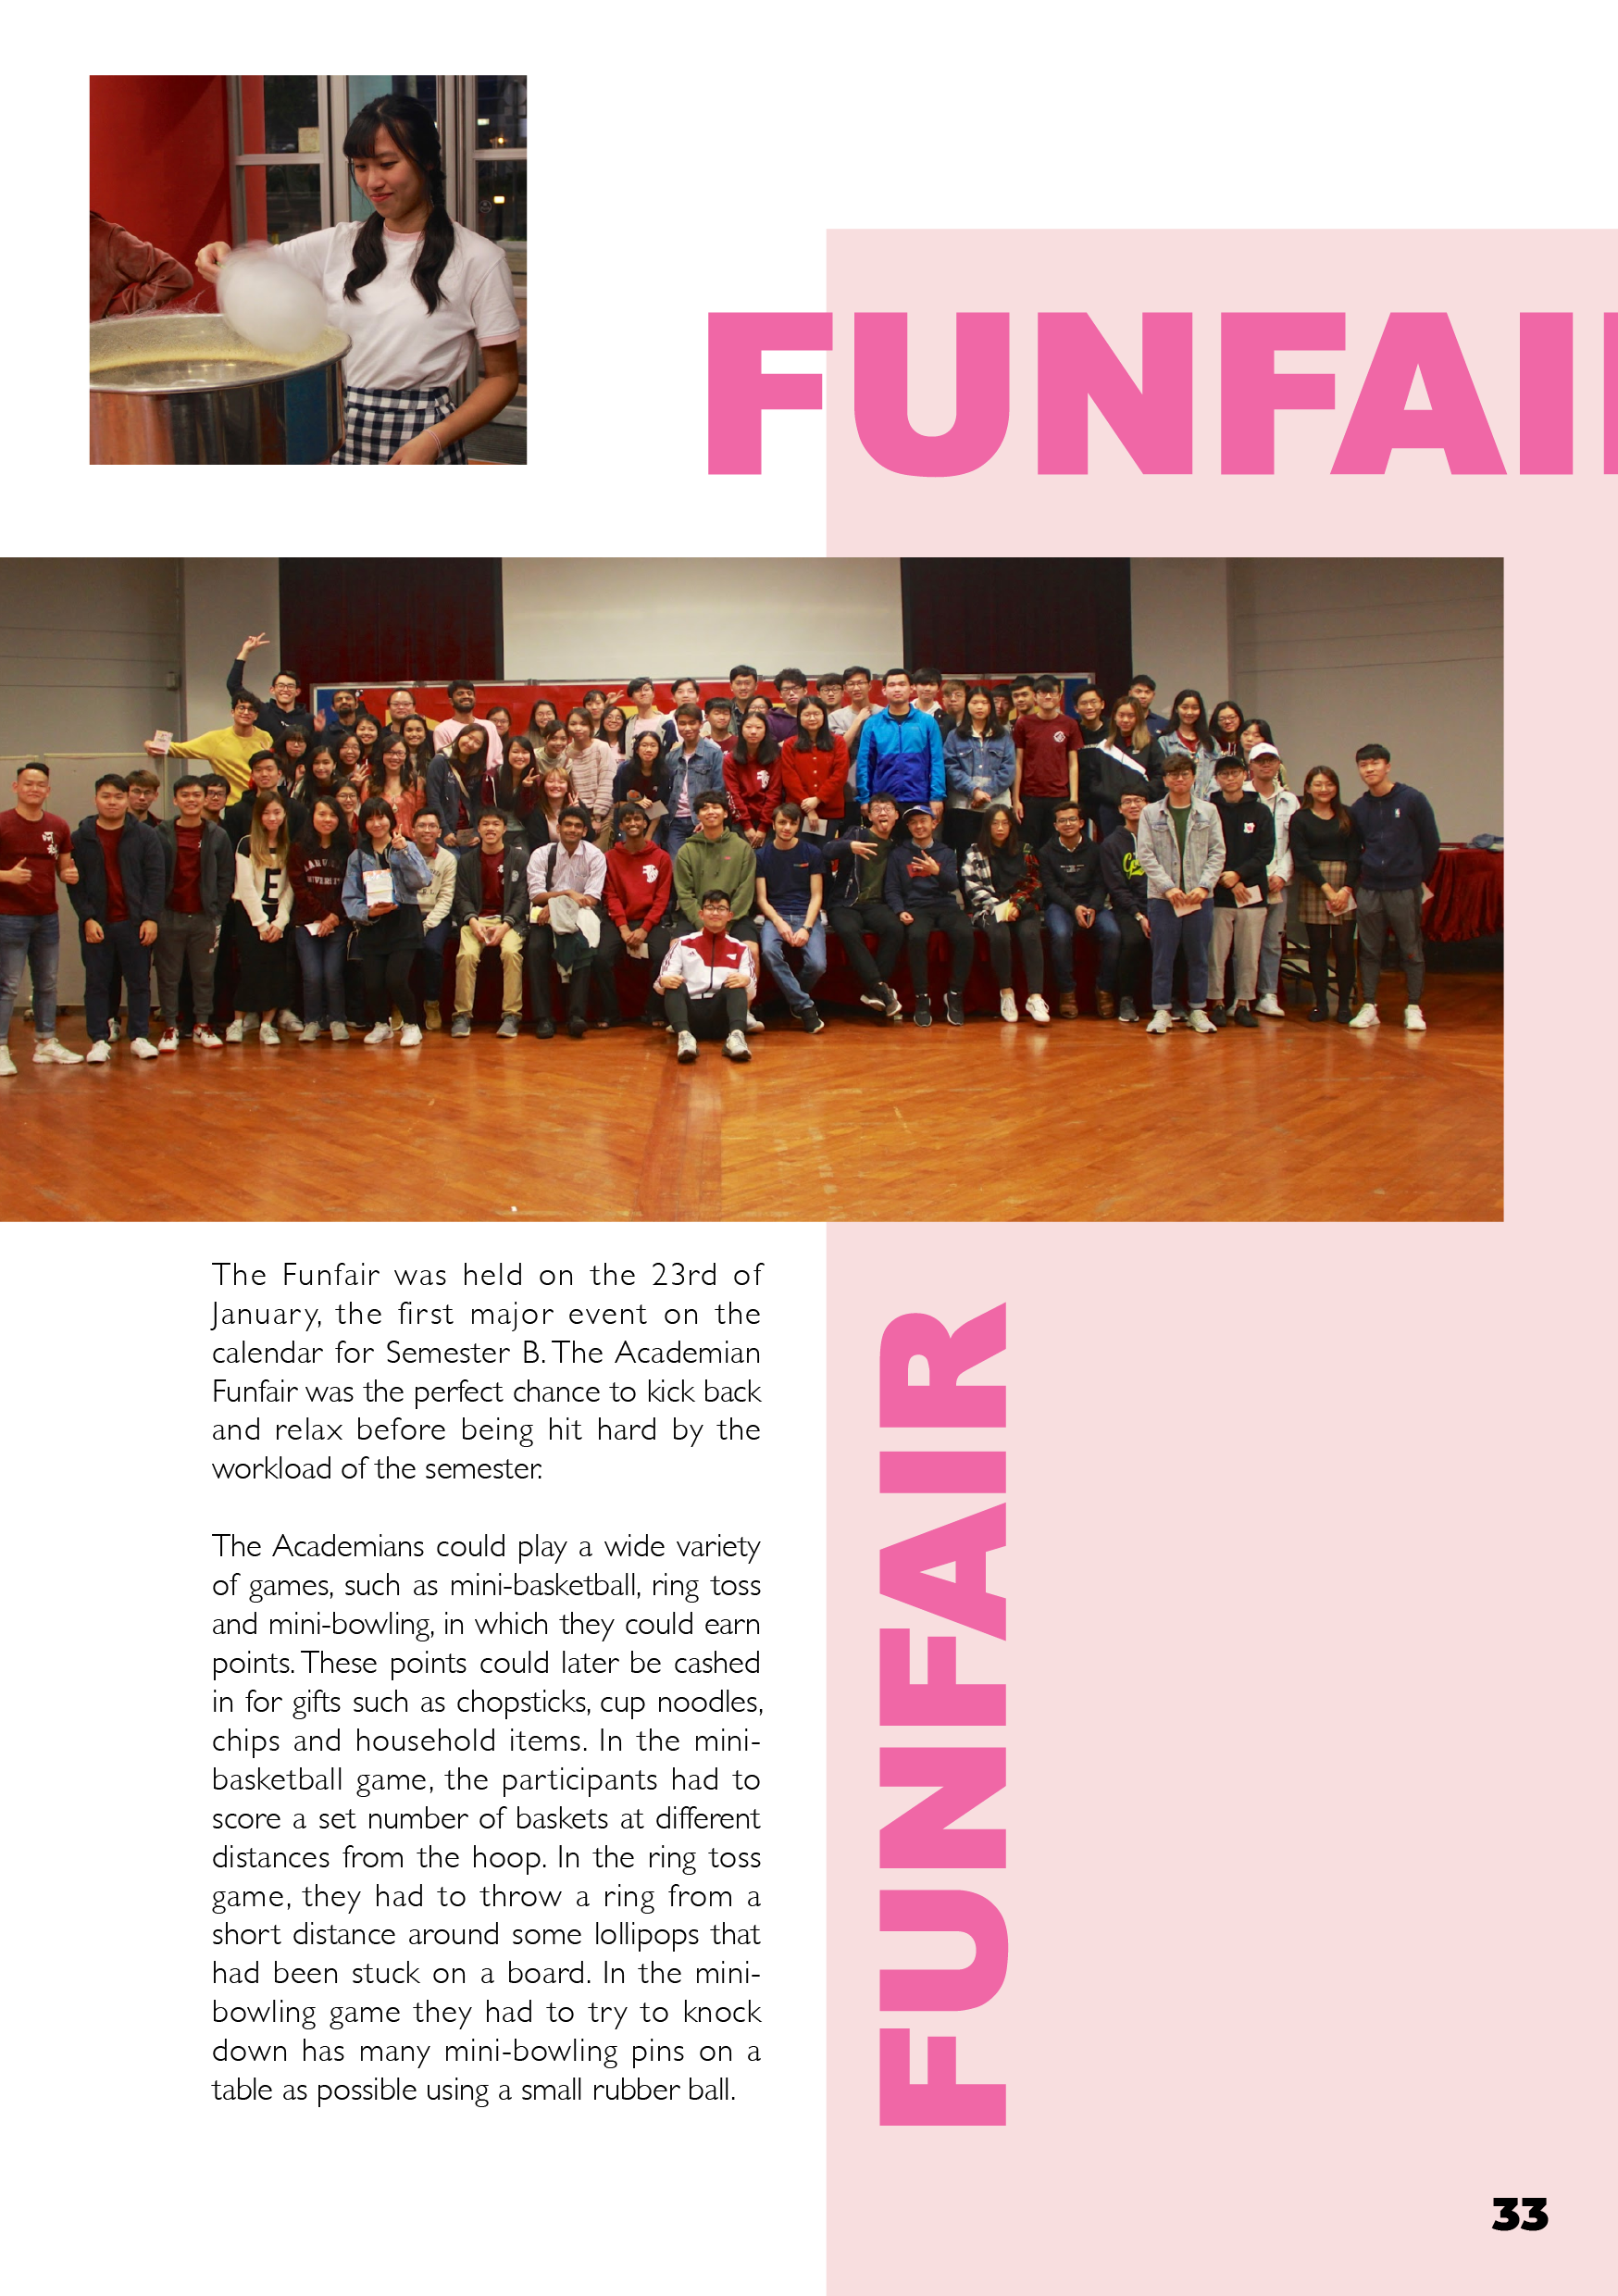 FUNFAI
The Funfair was held on the 23rd of
January, the first major event on the
calendar for Semester B. The Academian
Funfair was the perfect chance to kick back
and relax before being hit hard by the
workload of the semester.
The Academians could play a wide variety
of games, such as mini-basketball, ring toss
and mini-bowling, in which they could earn
points. These points could later be cashed
in for gifts such as chopsticks, cup noodles,
chips and household items. In the mini-
basketball game, the participants had to
score a set number of baskets at different
distances from the hoop. In the ring toss
game, they had to throw a ring from a
short distance around some lollipops that
had been stuck on a board. In the mini-
bowling game they had to try to knock
down has many mini-bowling pins on a
table as possible using a small rubber ball.
FUNFAIR
33